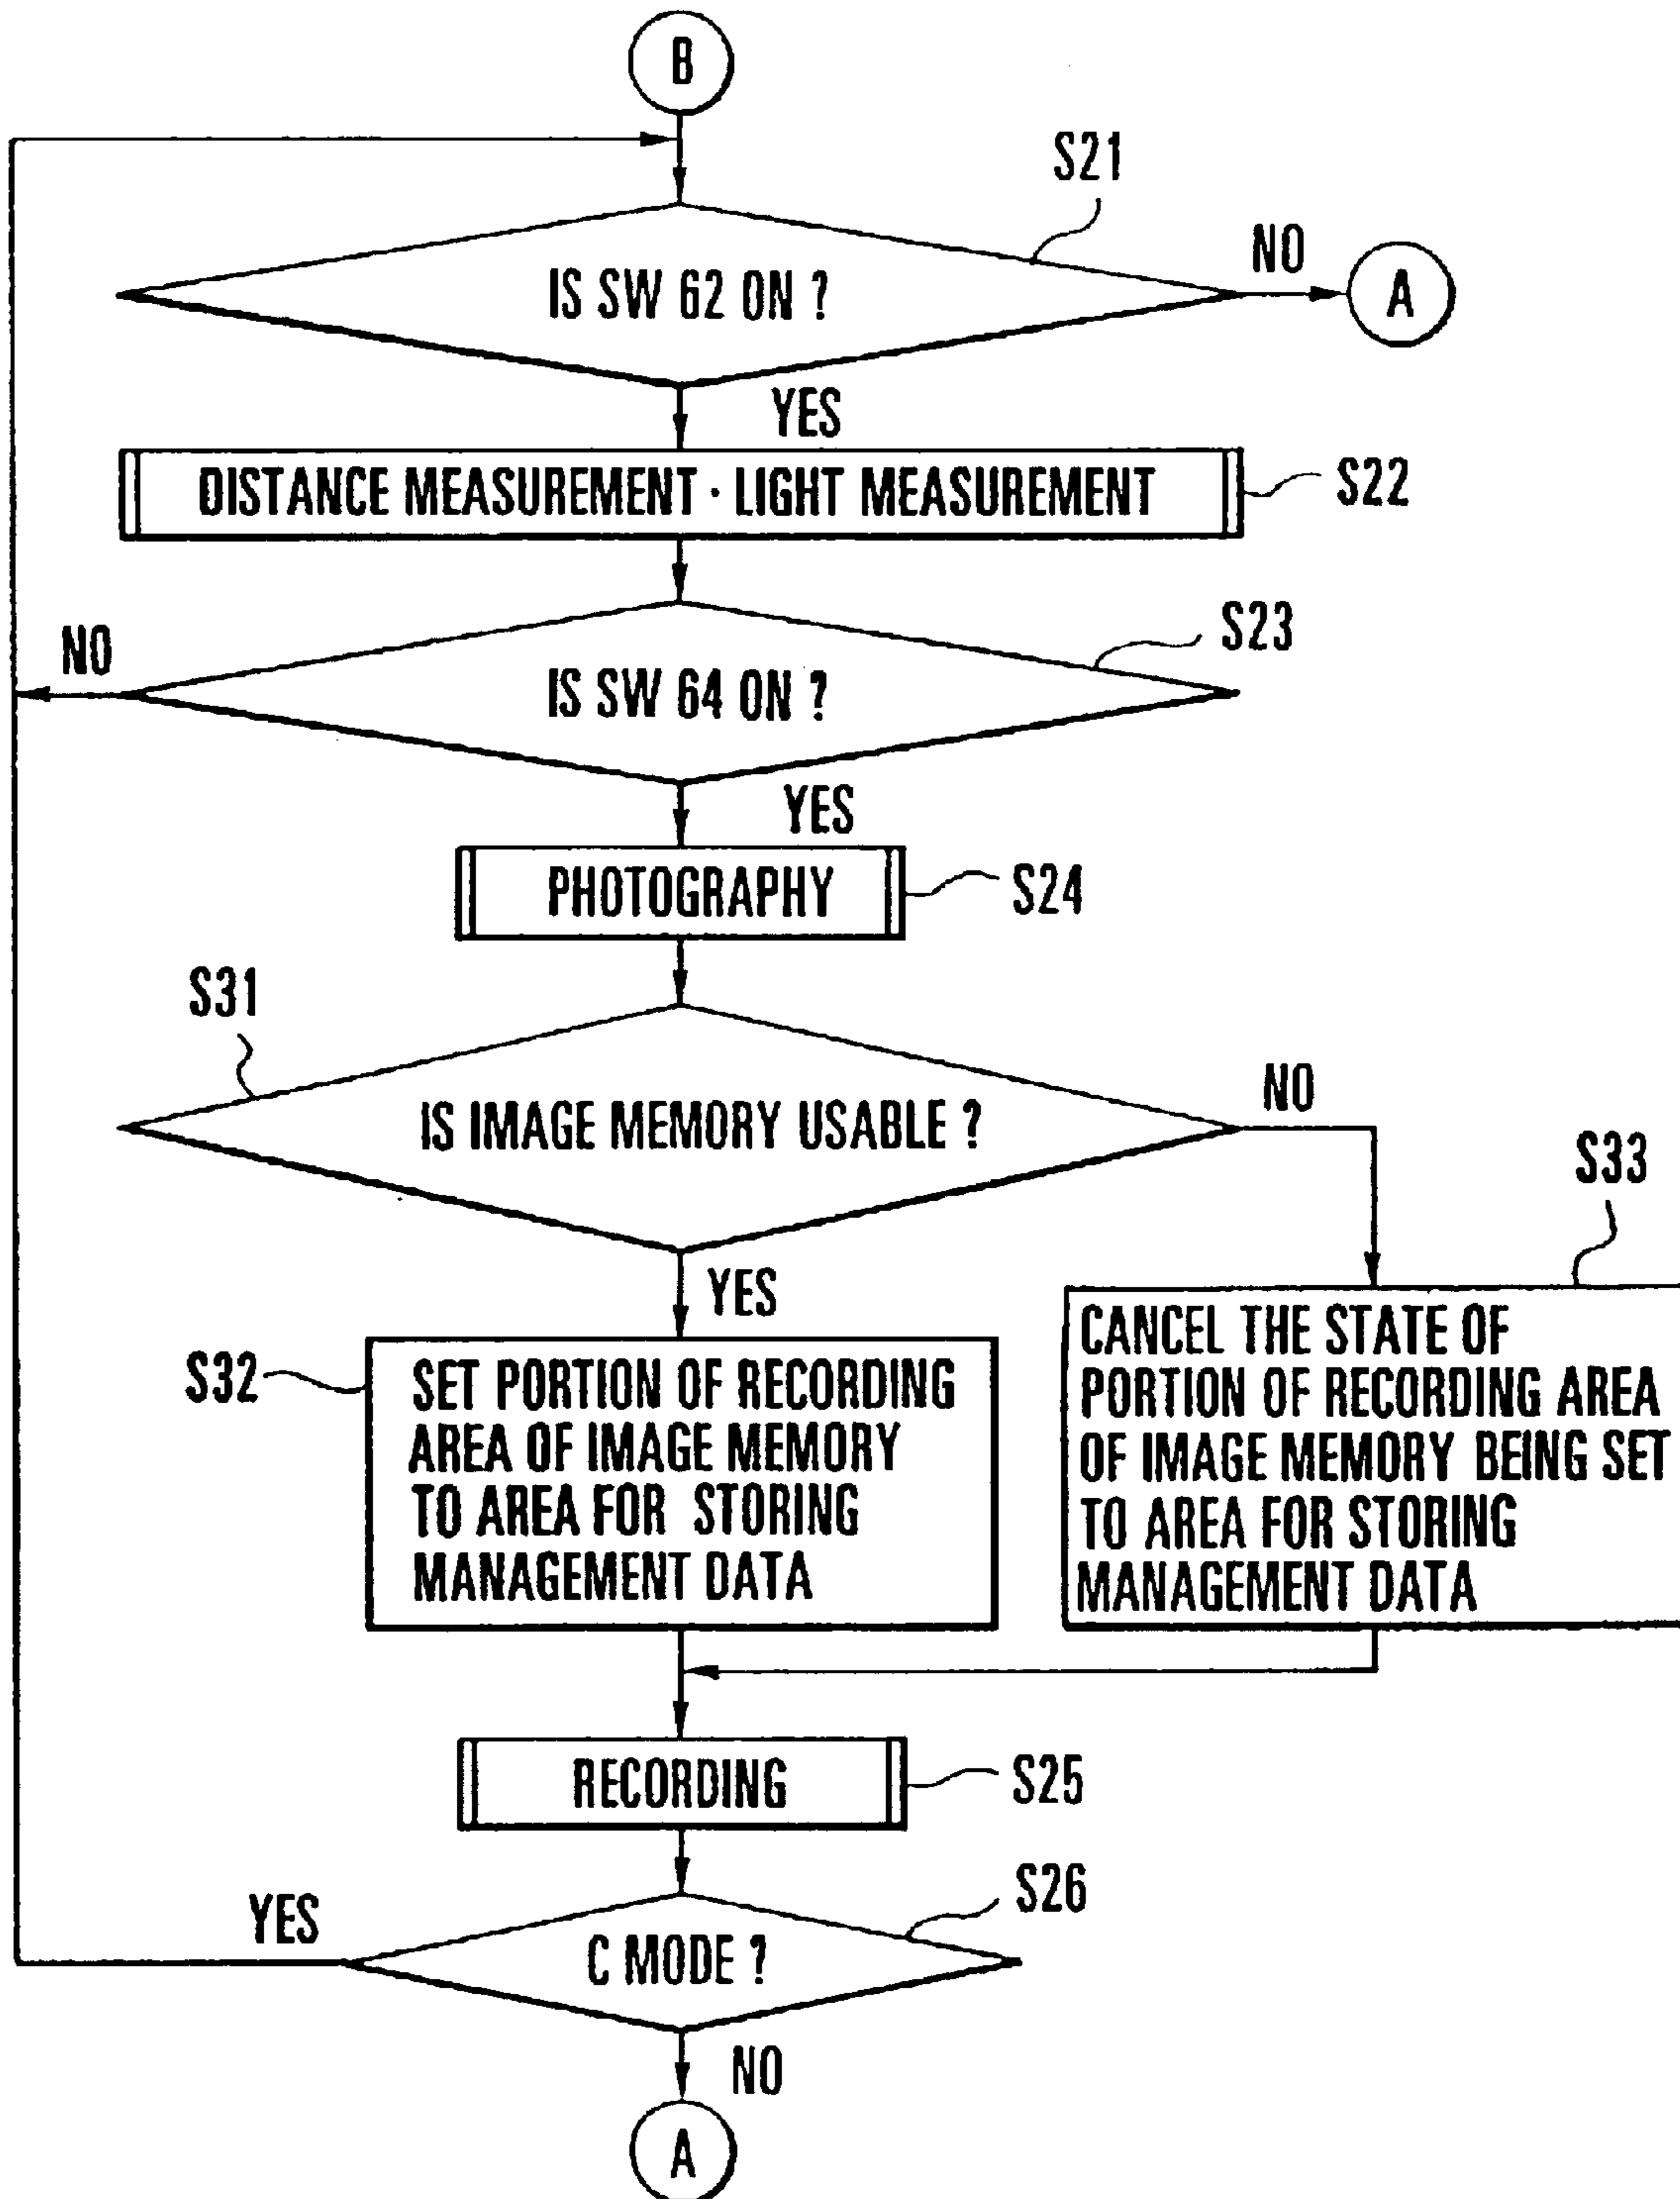 B
S21
IS SW 62 ON ?
NO
A
YES
DISTANCE MEASUREMENT · LIGHT MEASUREMENT
S22
S23
NO
IS SW 64 ON ?
YES
PHOTOGRAPHY
S24
S31
IS IMAGE MEMORY USABLE ?
NO
S33
YES
S32
SET PORTION OF RECORDING
AREA OF IMAGE MEMORY
TO AREA FOR STORING
MANAGEMENT DATA
CANCEL THE STATE OF
PORTION OF RECORDING AREA
OF IMAGE MEMORY BEING SET
TO AREA FOR STORING
MANAGEMENT DATA
RECORDING
S25
S26
YES
C MODE ?
NO
A